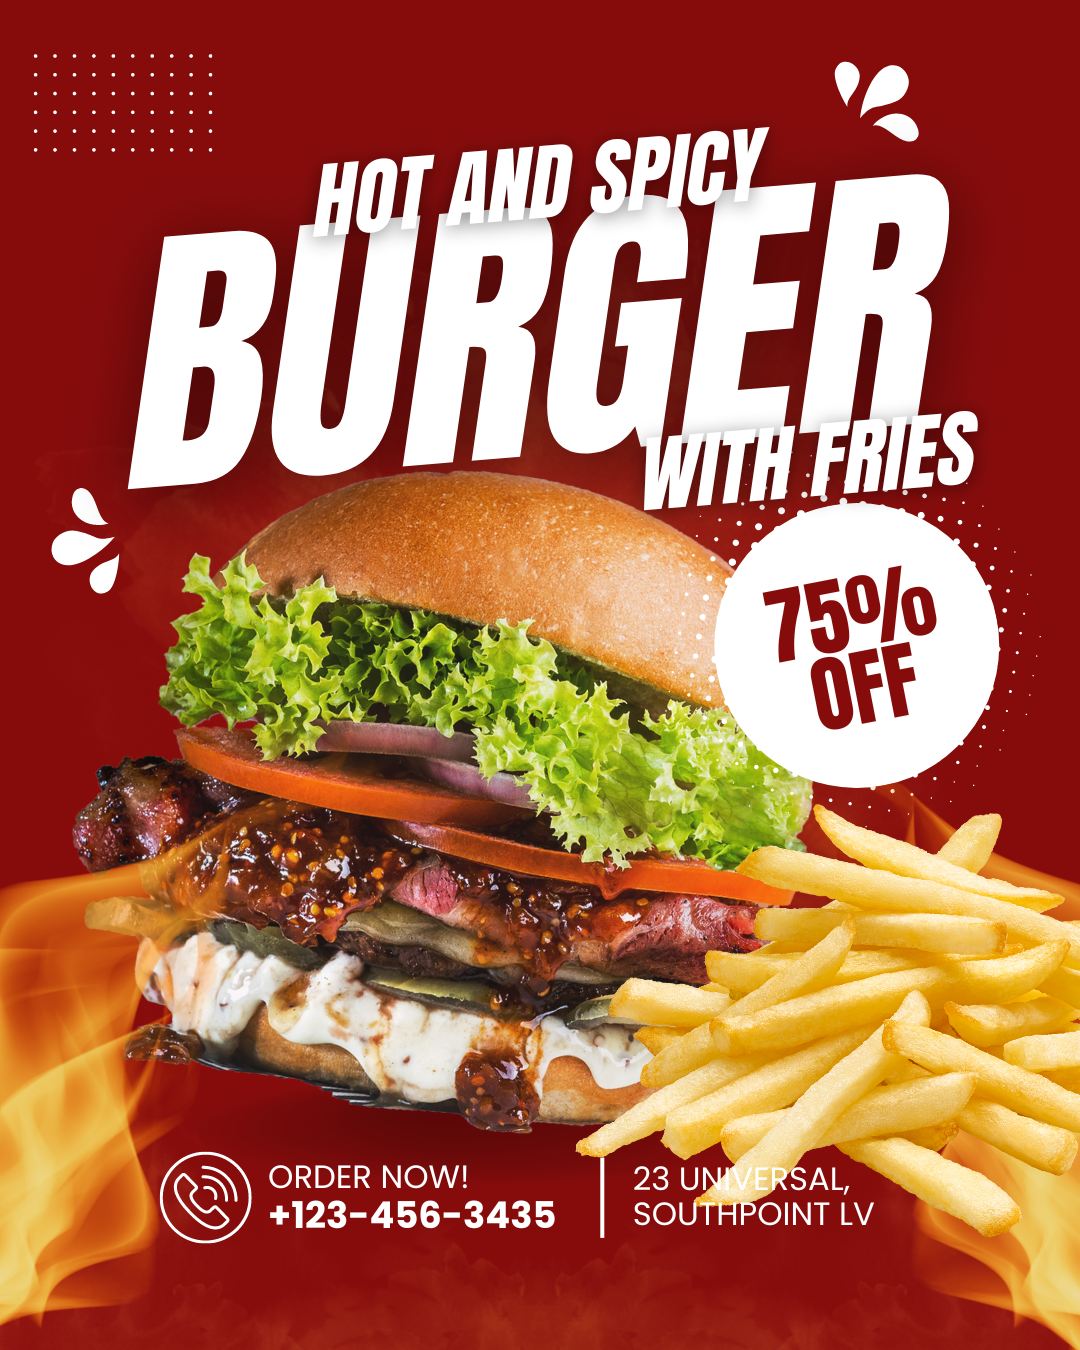 HOT AND SPICY
BURGER
WITH FRIES
75%
OFF
ORDER NOW!
+123-456-3435
23 UNIVERSAL,
SOUTHPOINT LV